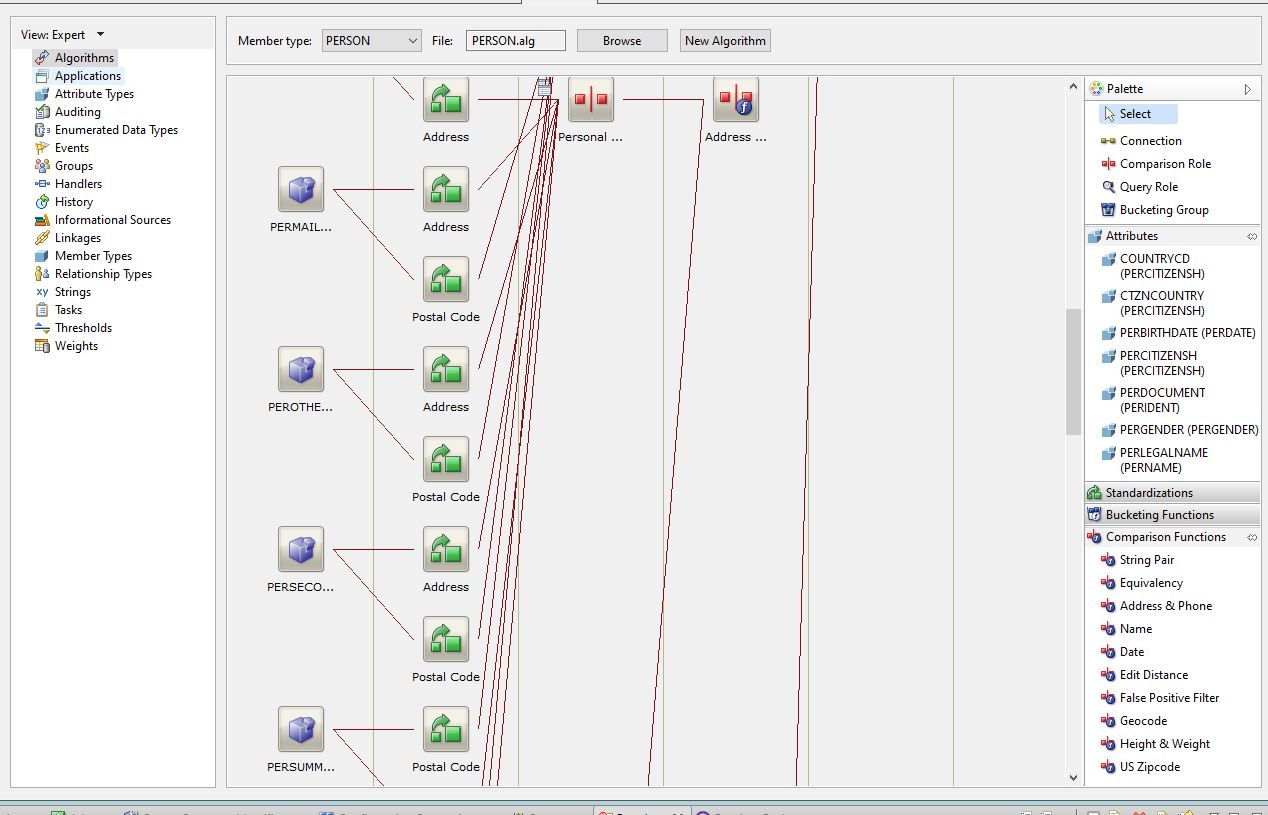 View: Expert
Algorithms
Applications
Attribute Types
Auditing
Enumerated Data Types
Events
Groups
Handlers
History
Informational Sources
Linkages
Member Types
Relationship Types
xy Strings
Tasks
Thresholds
Weights
Member type: PERSON File: PERSON.alg Browse New Algorithm
Address
Personal ...
Address ...
PERMAIL...
Address
Postal Code
PEROTHE...
Address
Postal Code
PERSECO...
Address
Postal Code
PERSUMM...
Postal Code
Palette
Select
Connection
Comparison Role
Query Role
Bucketing Group
Attributes
COUNTRYCD
(PERCITIZENSH)
CTZNCOUNTRY
(PERCITIZENSH)
PERBIRTHDATE (PERDATE)
PERCITIZENSH
(PERCITIZENSH)
PERDOCUMENT
(PERIDENT)
PERGENDER (PERGENDER)
PERLEGALNAME
(PERNAME)
Standardizations
Bucketing Functions
Comparison Functions
String Pair
Equivalency
Address & Phone
Name
Date
Edit Distance
False Positive Filter
Geocode
Height & Weight
US Zipcode